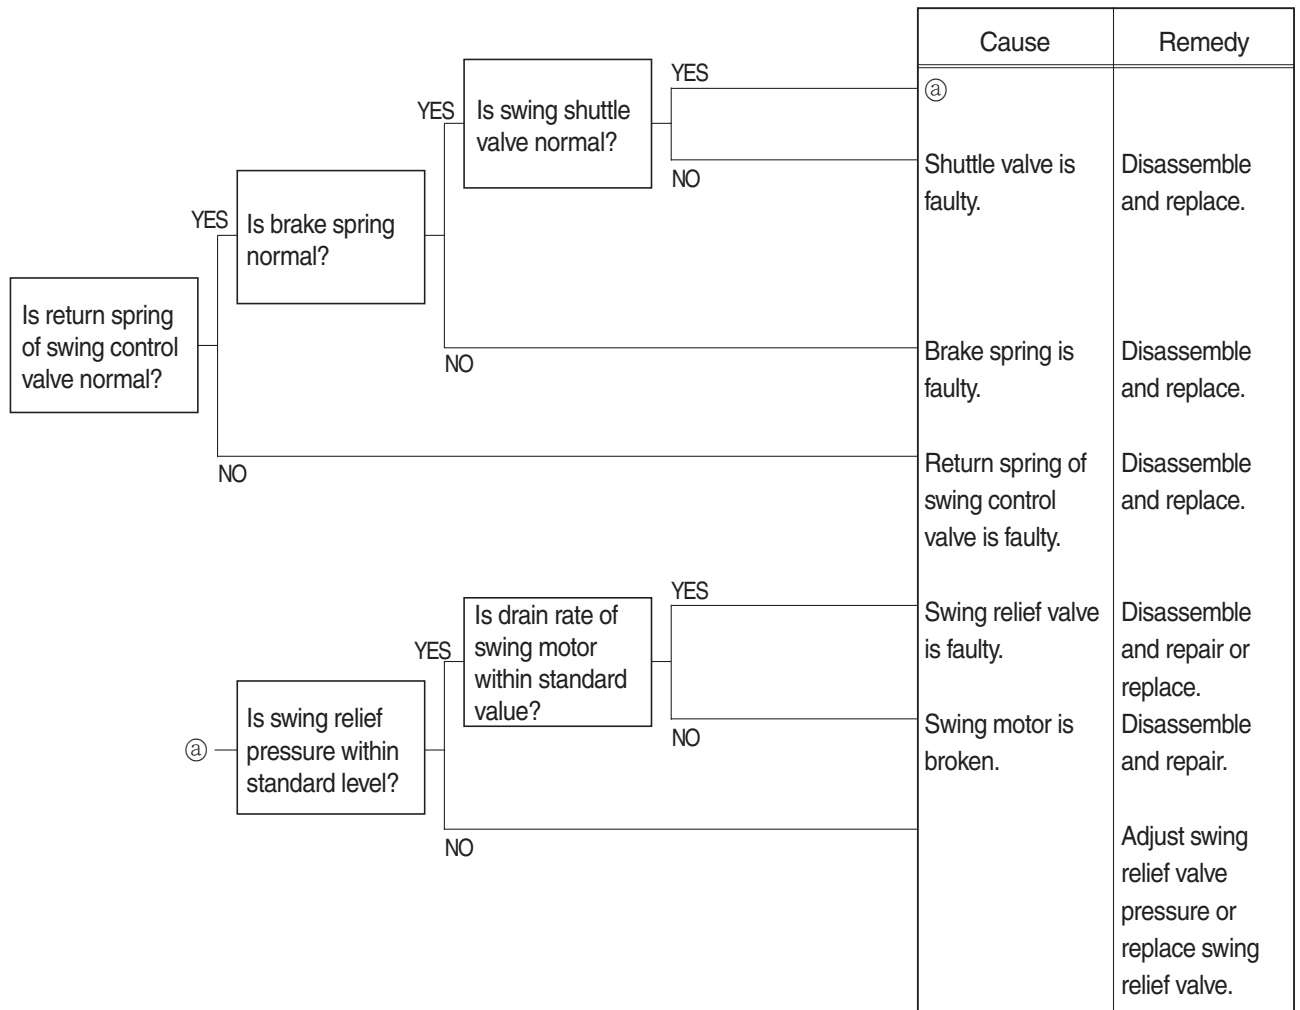 Cause
Remedy
YES
ⓐ
YES
Is swing shuttle
valve normal?
NO
Shuttle valve is
faulty.
Disassemble
and replace.
YES
Is brake spring
normal?
NO
Brake spring is
faulty.
Disassemble
and replace.
Is return spring
of swing control
valve normal?
NO
Return spring of
swing control
valve is faulty.
Disassemble
and replace.
YES
Is drain rate of
swing motor
within standard
value?
YES
Swing relief valve
is faulty.
Disassemble
and repair or
replace.
NO
Swing motor is
broken.
Disassemble
and repair.
ⓐ
Is swing relief
pressure within
standard level?
NO
Adjust swing
relief valve
pressure or
replace swing
relief valve.